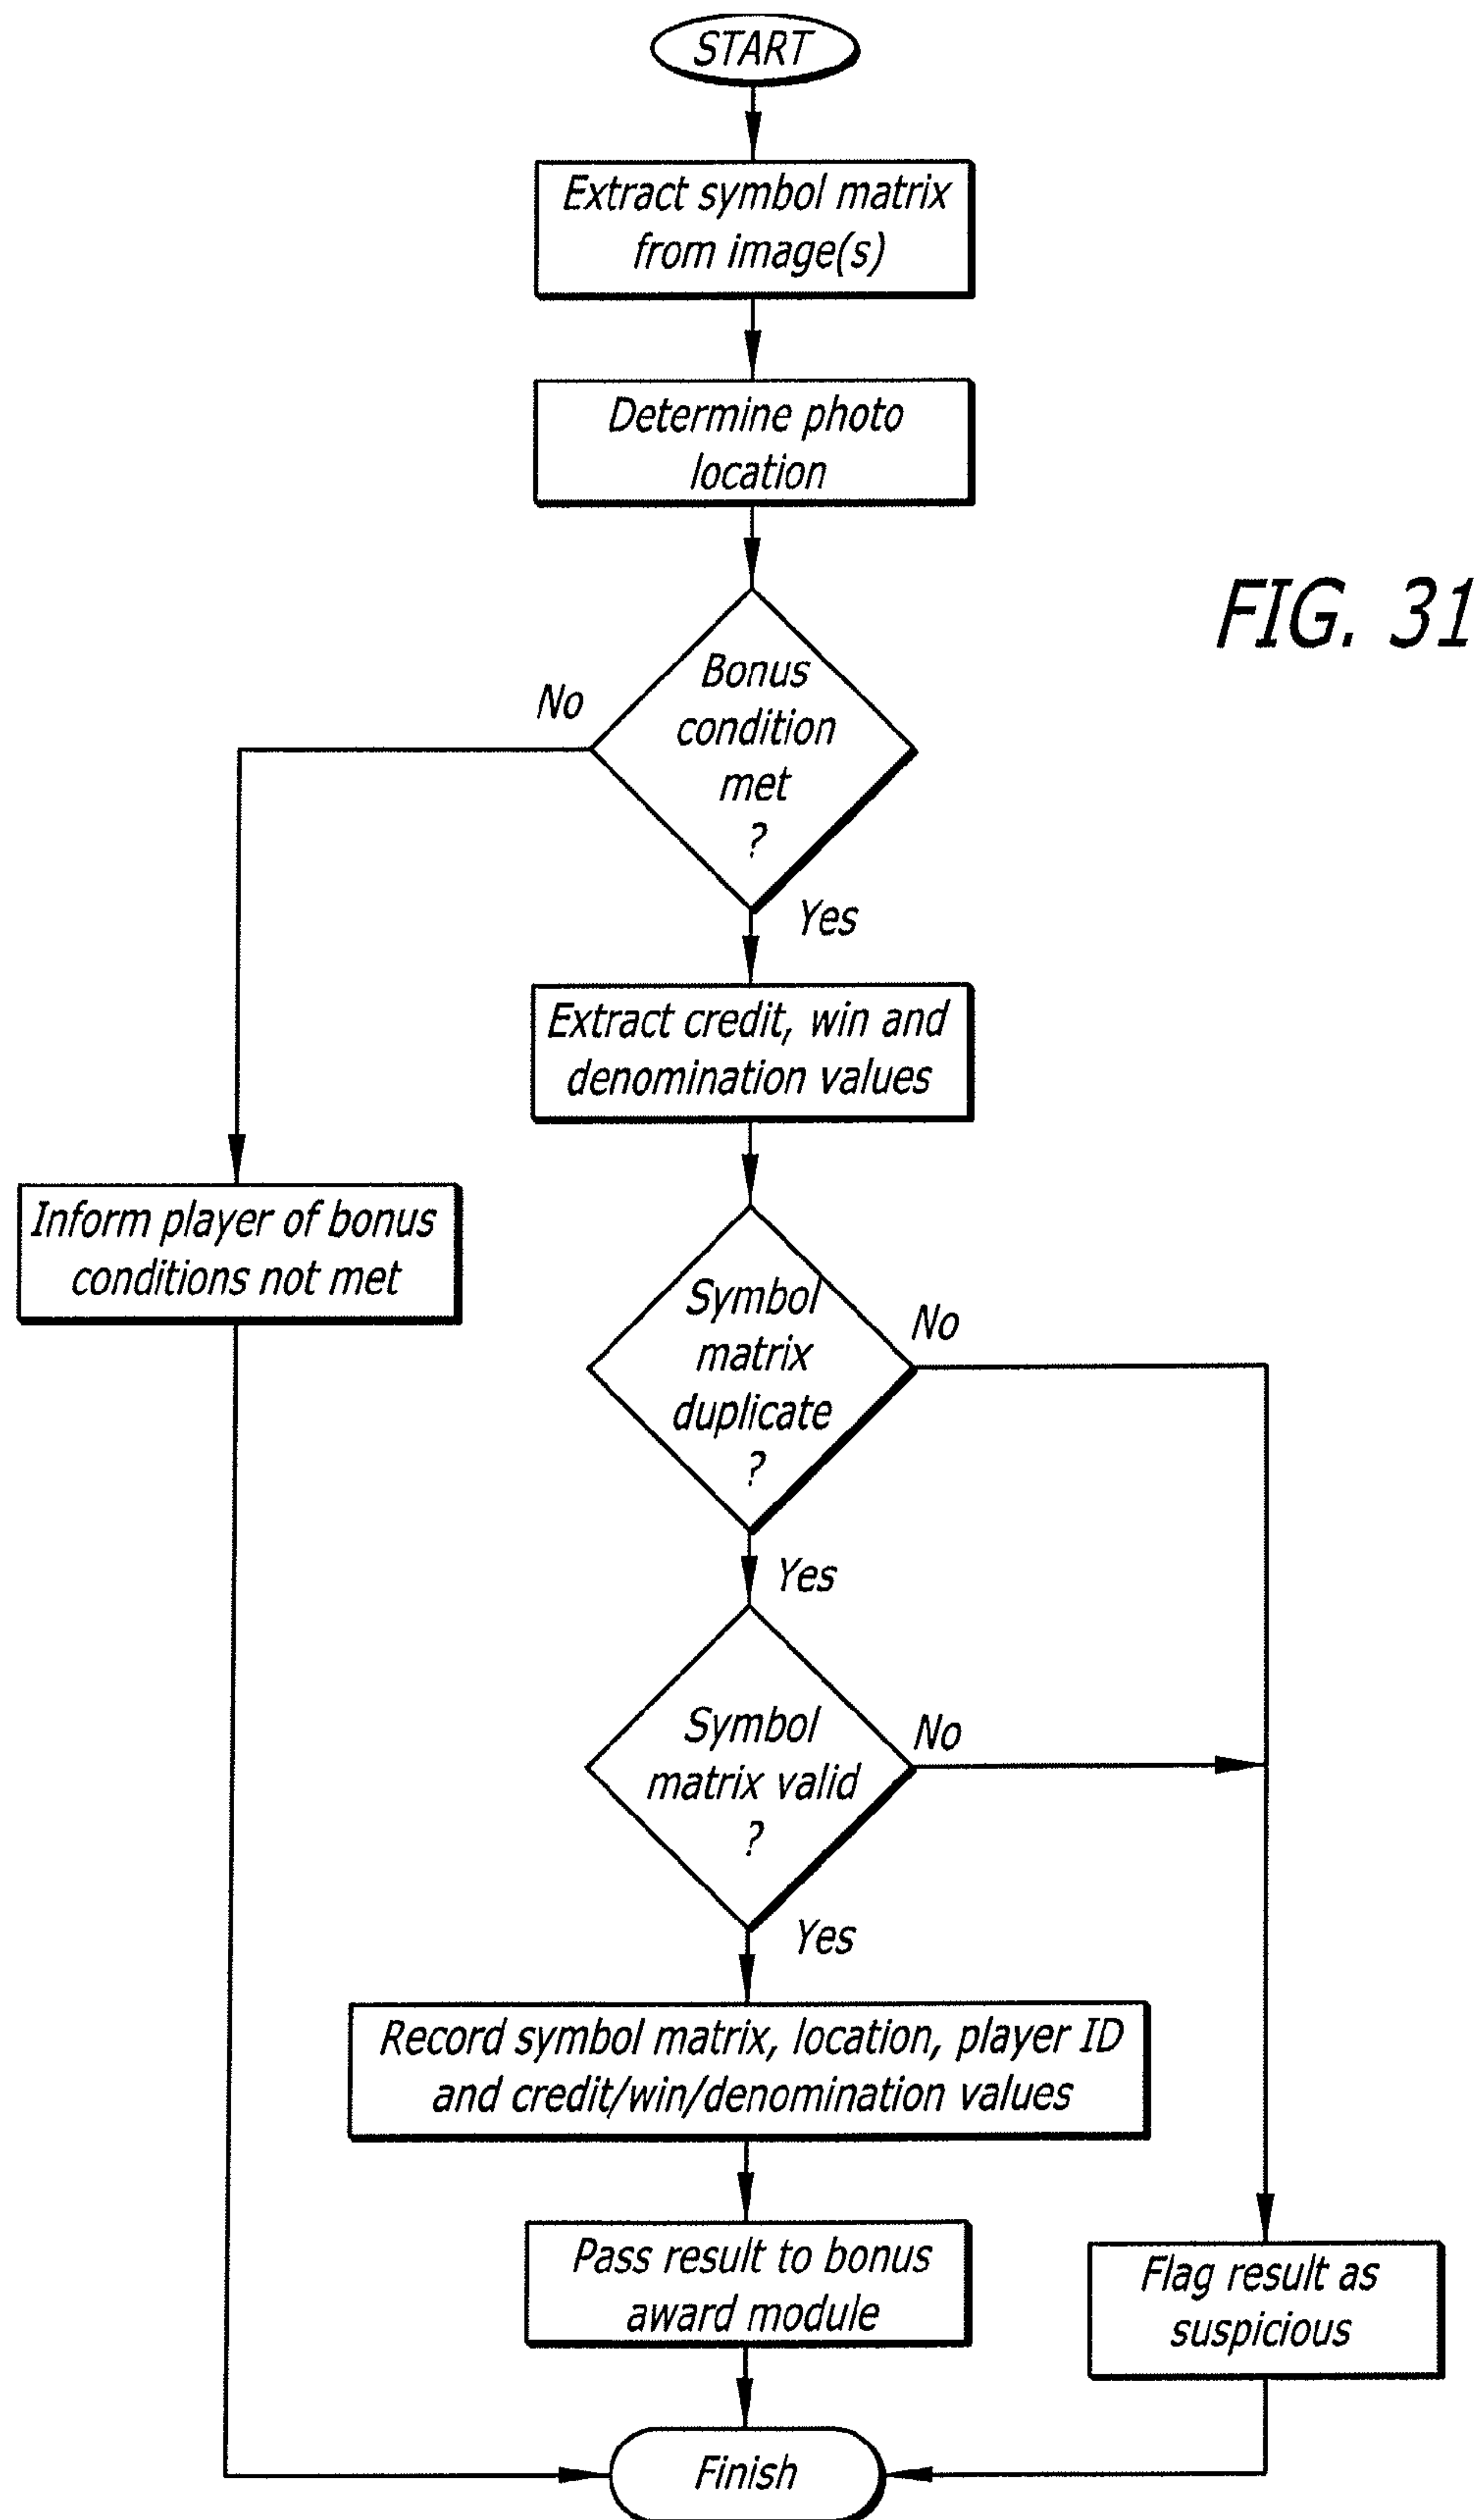 START
Extract symbol matrix
from image(s)
Determine photo
location
FIG. 31
Bonus
condition
met
?
No
Yes
Extract credit, win and
denomination values
Inform player of bonus
conditions not met
Symbol
matrix
duplicate
?
No
Yes
Symbol
matrix valid
?
No
Yes
Record symbol matrix, location, player ID
and credit/win/denomination values
Pass result to bonus
award module
Flag result as
suspicious
Finish